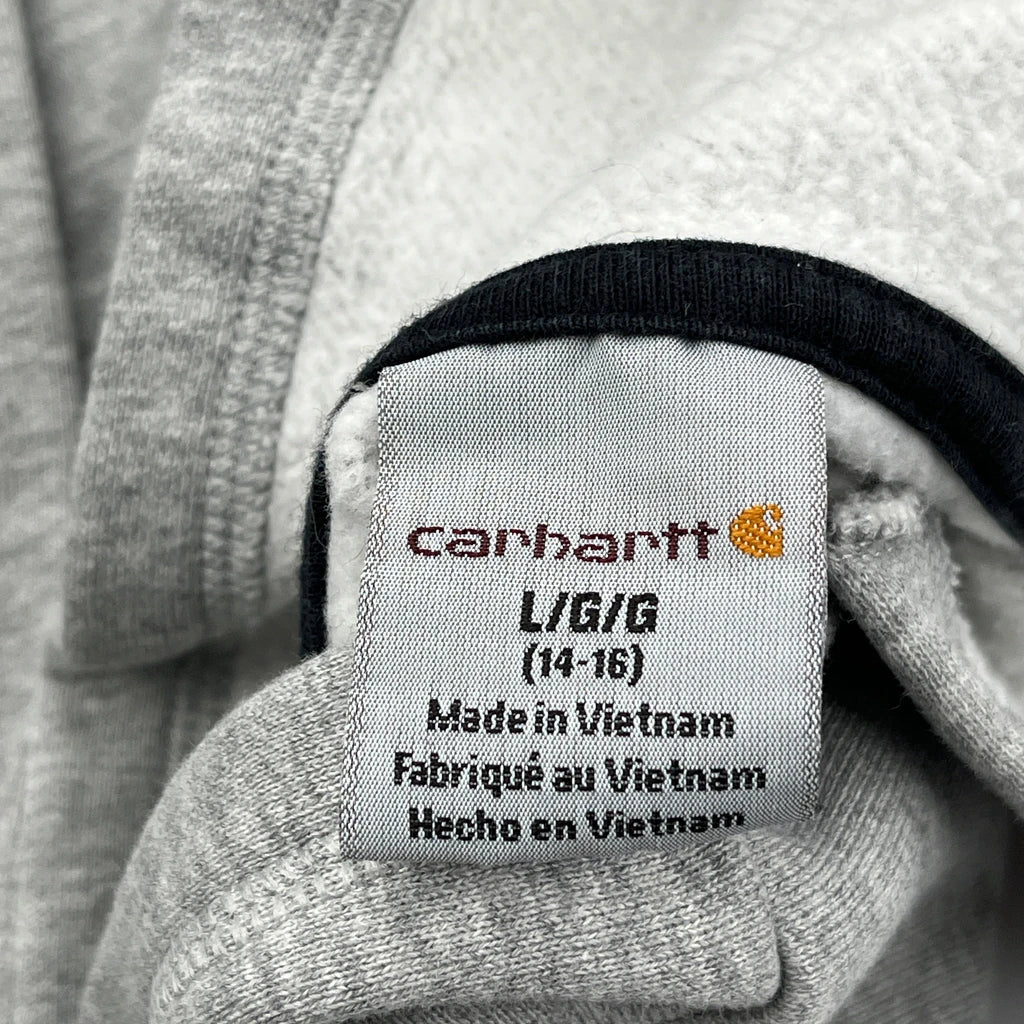 carhartt
L/G/G
(14-16)
Made in Vietnam
Fabriqué au Vietnam
Hecho en Vietnam